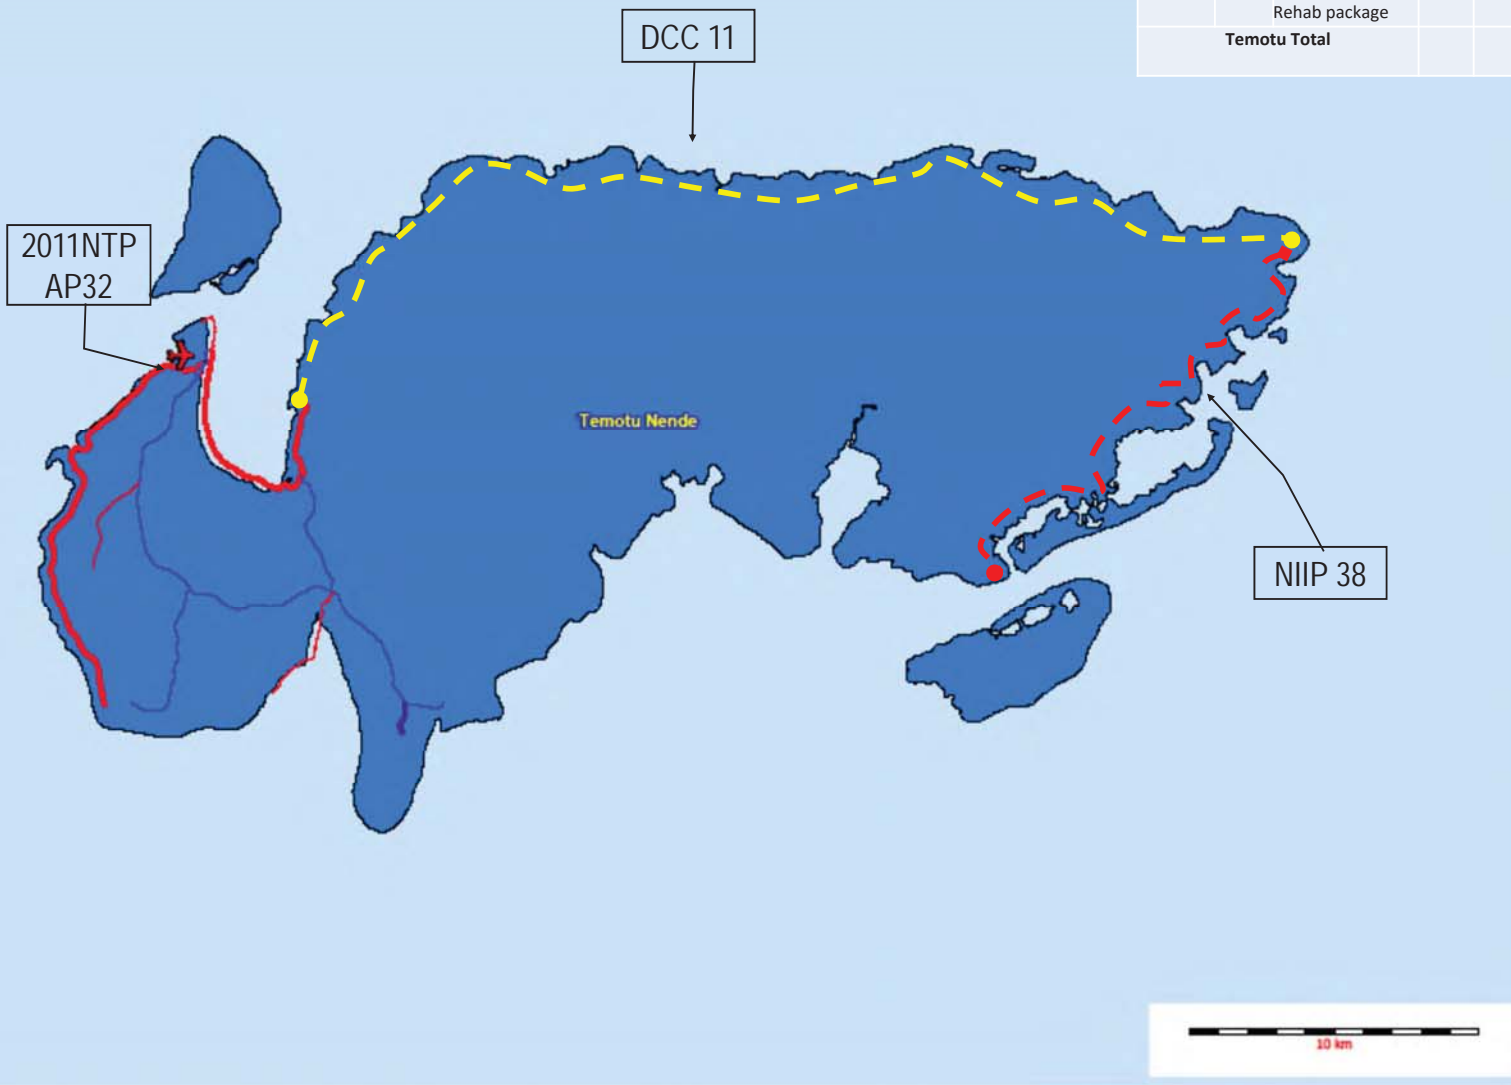 Rehab package
Temotu Total
DCC 11
2011NTP
AP32
Temotu Nende
NIIP 38
10 km